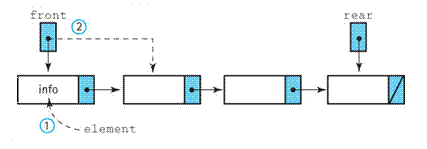 front
rear
②
info
① element